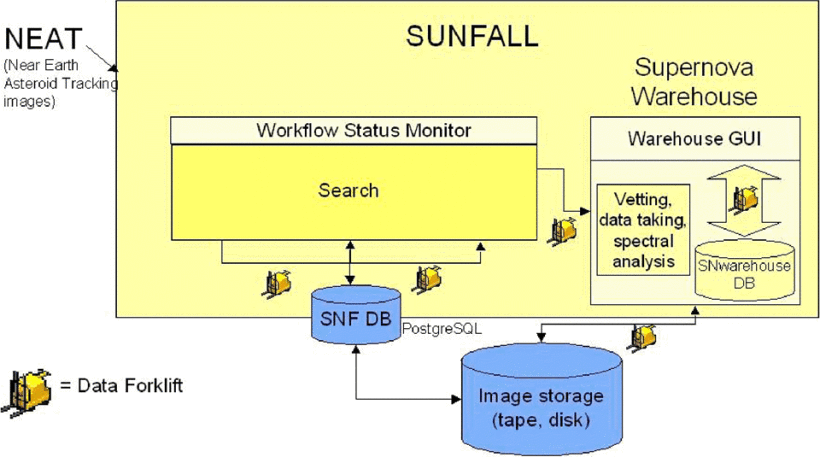 NEAT
(Near Earth
Asteroid Tracking
images)
SUNFALL
Supernova
Warehouse
Workflow Status Monitor
Search
Warehouse GUI
Vetting,
data taking,
spectral
analysis
SNwarehouse
DB
SNF DB
PostgreSQL
Image storage
(tape, disk)
= Data Forklift